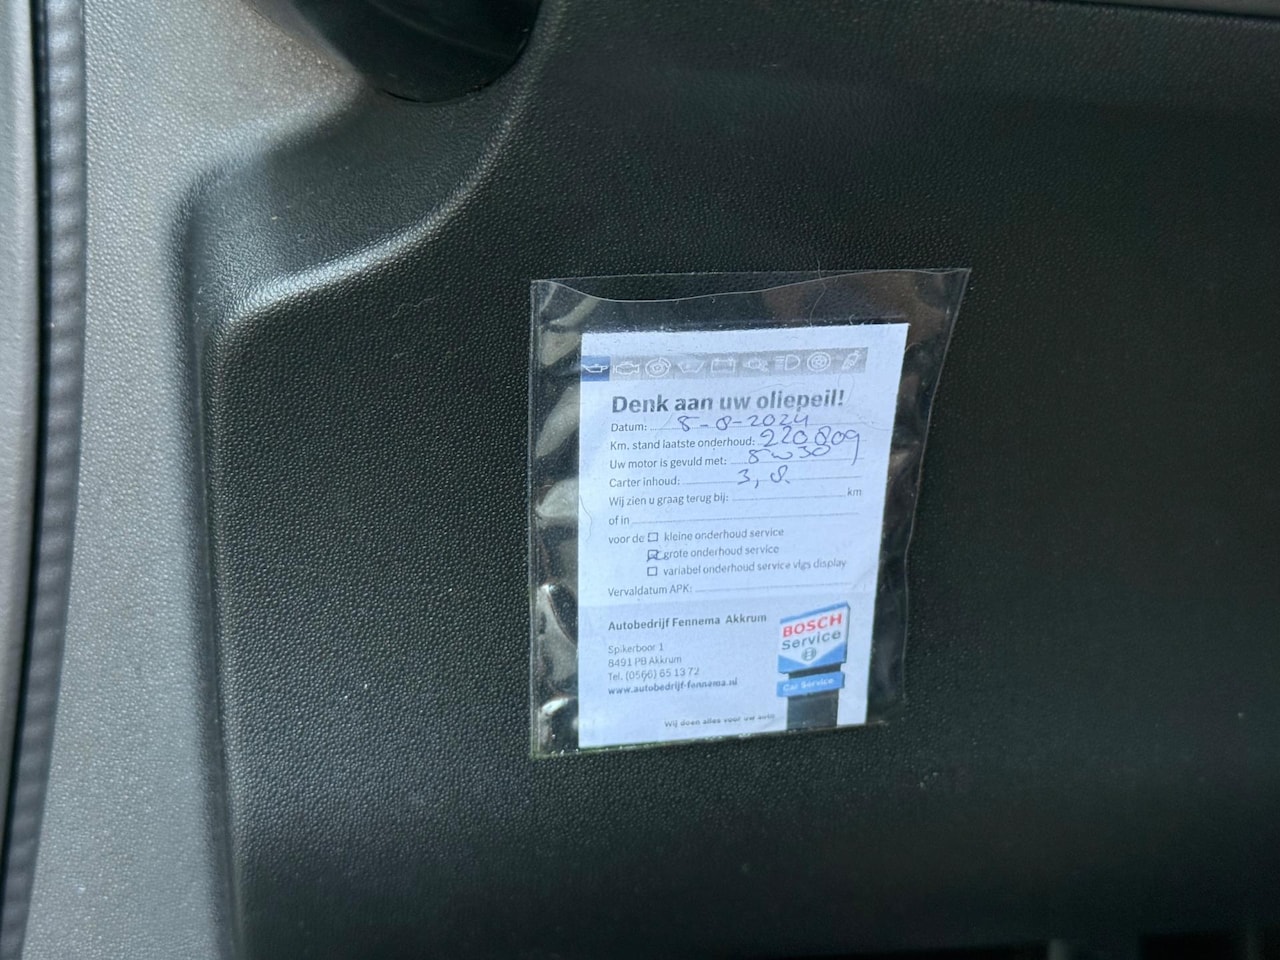 Denk aan uw oliepeil!
Datum: 8-8-2024
Km. stand laatste onderhoud: 220809
Uw motor is gevuld met: 5w30
Carter inhoud: 3,8
Wij zien u graag terug bij: km
of in
voor de kleine onderhoud service
grote onderhoud service
variabel onderhoud service vlgs display
Vervaldatum APK:
Autobedrijf Fennema Akkrum
Spikerboor 1
8491 PB Akkrum
Tel. (0566) 65 13 72
www.autobedrijf-fennema.nl
BOSCH
Service
Car Service
Wij doen alles voor uw auto